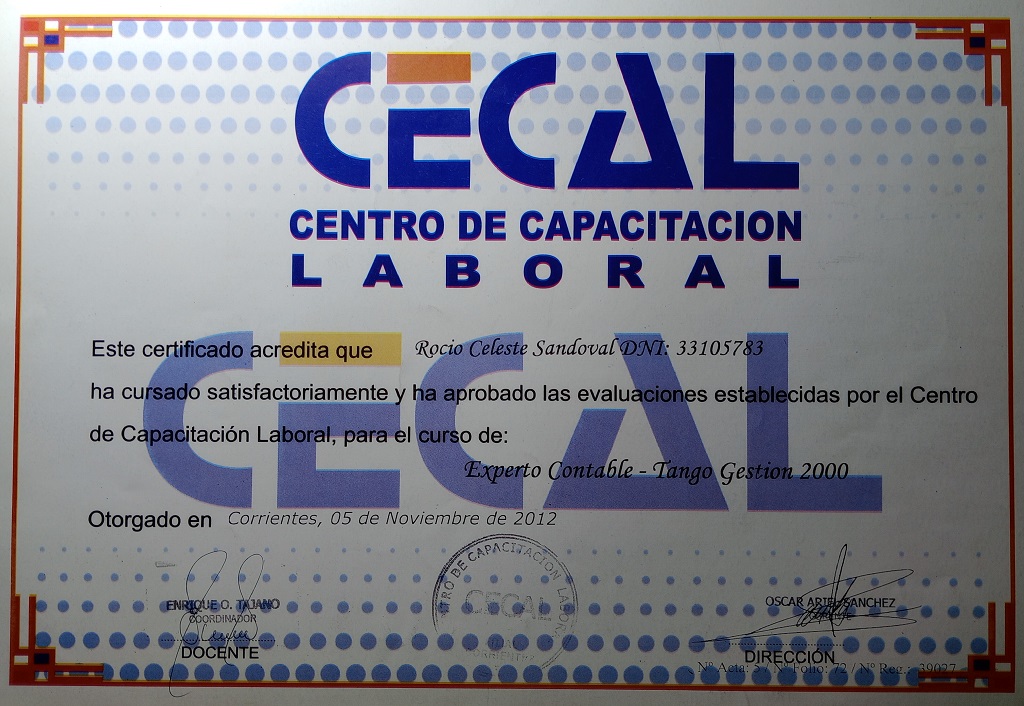 CECAL
CENTRO DE CAPACITACION
LABORAL
Este certificado acredita que Rocio Celeste Sandoval DNI: 33105783
ha cursado satisfactoriamente y ha aprobado las evaluaciones establecidas por el Centro
de Capacitación Laboral, para el curso de:
Experto Contable - Tango Gestion 2000
CECAL
Otorgado en Corrientes, 05 de Noviembre de 2012
CENTRO DE CAPACITACION LABORAL
CECAL
ENRIQUE O. TAJANO
COORDINADOR
DOCENTE
OSCAR ARIEL SANCHEZ
DIRECCIÓN
Nº Acta: 5 / Nº Folio: 72 / Nº Reg.: 39027